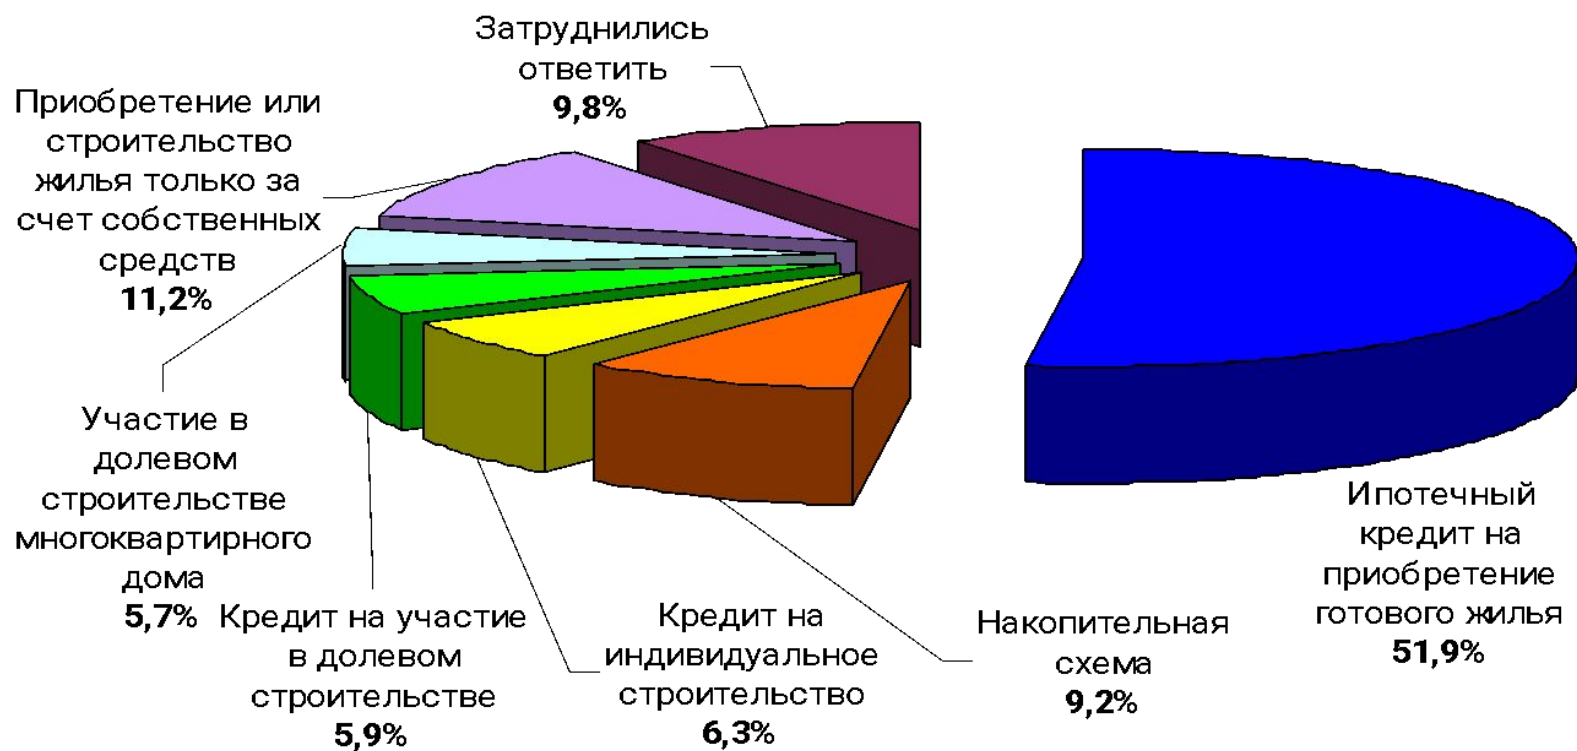 Затруднились
ответить
9,8%
Приобретение или
строительство
жилья только за
счет собственных
средств
11,2%
Участие в
долевом
строительстве
многоквартирного
дома
5,7%
Кредит на участие
в долевом
строительстве
5,9%
Кредит на
индивидуальное
строительство
6,3%
Накопительная
схема
9,2%
Ипотечный
кредит на
приобретение
готового жилья
51,9%